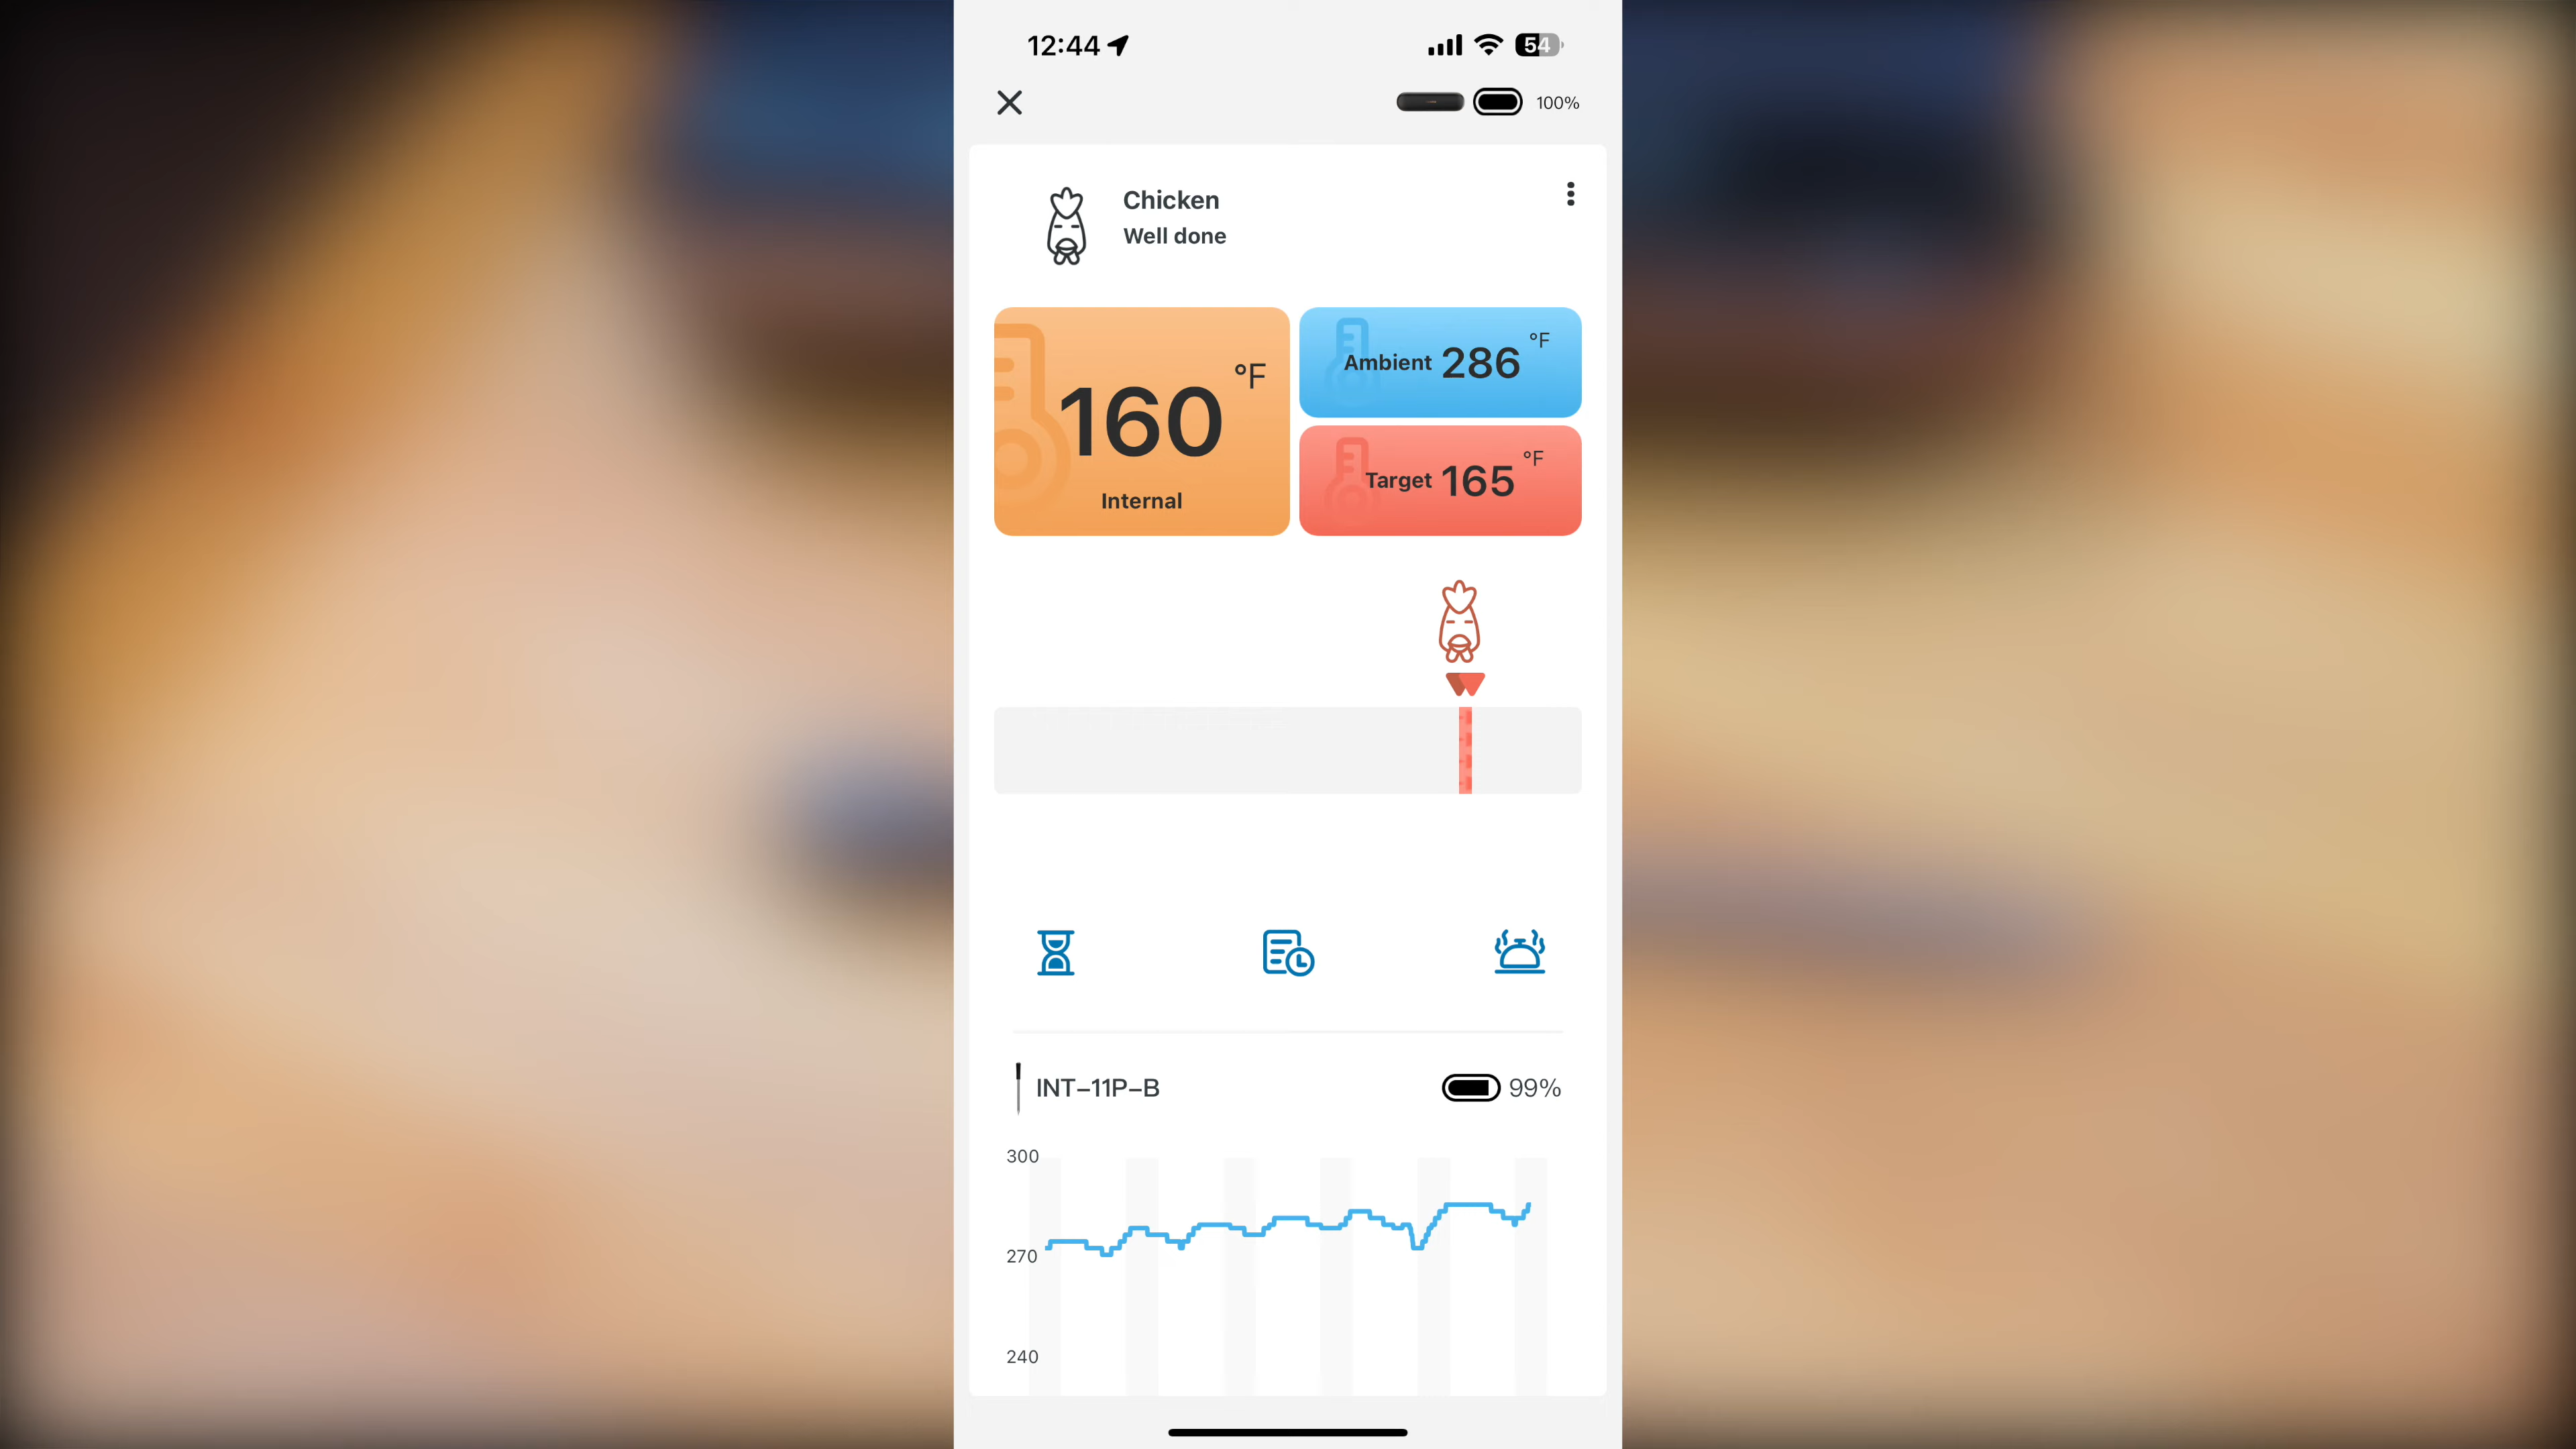 12:44
54
100%
Chicken
Well done
160 °F
Internal
Ambient 286 °F
Target 165 °F
INT-11P-B
99%
300
270
240